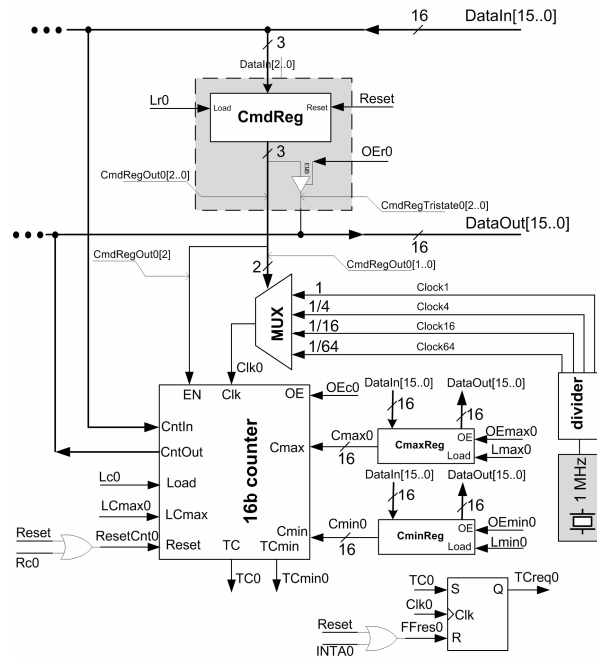 16 DataIn[15..0]
3
DataIn[2..0]
Lr0
Load
Reset
Reset
CmdReg
3
OEr0
ENB
CmdRegOut0[2..0]
CmdRegTristate0[2..0]
DataOut[15..0]
16
CmdRegOut0[2]
CmdRegOut0[1..0]
2
MUX
1 Clock1
1/4 Clock4
1/16 Clock16
1/64 Clock64
Clk0
divider
1 MHz
EN Clk OE
OEc0
CntIn
CntOut
16b counter
Cmax
Cmax0
16
DataIn[15..0] DataOut[15..0]
16 16
CmaxReg
OE
Load
OEmax0
Lmax0
Lc0
Load
LCmax0
LCmax
DataIn[15..0] DataOut[15..0]
16 16
Cmin
Cmin0
16
CminReg
OE
Load
OEmin0
Lmin0
Reset
Rc0
ResetCnt0
Reset
TC TCmin
TC0 TCmin0
TC0
S
Q
TCreq0
Clk0
Clk
Reset
INTA0
FFres0
R